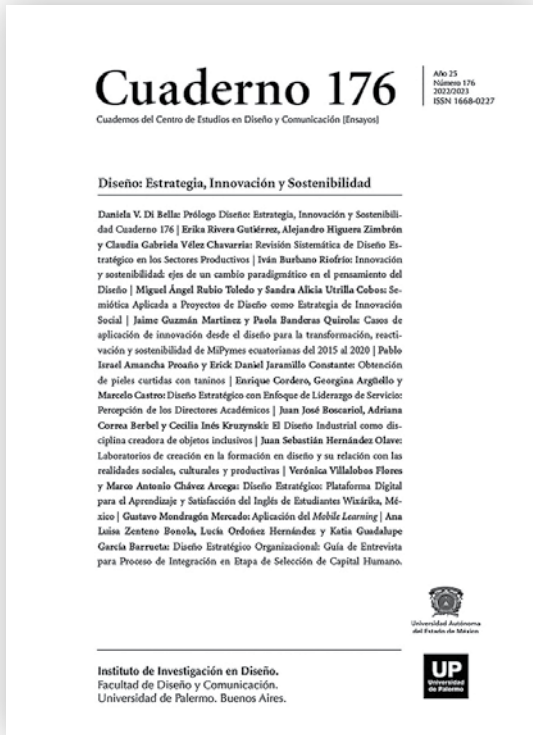 Cuaderno 176
Cuadernos del Centro de Estudios en Diseño y Comunicación [Ensayos]
Año 25
Número 176
2022/2023
ISSN 1668-0227
Diseño: Estrategia, Innovación y Sostenibilidad
Daniela V. Di Bella: Prólogo Diseño: Estrategia, Innovación y Sostenibili-
dad Cuaderno 176 | Erika Rivera Gutiérrez, Alejandro Higuera Zimbrón
y Claudia Gabriela Vélez Chavarria: Revisión Sistemática de Diseño Es-
tratégico en los Sectores Productivos | Iván Burbano Riofrío: Innovación
y sostenibilidad: ejes de un cambio paradigmático en el pensamiento del
Diseño | Miguel Ángel Rubio Toledo y Sandra Alicia Utrilla Cobos: Se-
miótica Aplicada a Proyectos de Diseño como Estrategia de Innovación
Social | Jaime Guzmán Martínez y Paola Banderas Quirola: Casos de
aplicación de innovación desde el diseño para la transformación, reacti-
vación y sostenibilidad de MiPymes ecuatorianas del 2015 al 2020 | Pablo
Israel Amancha Proaño y Erick Daniel Jaramillo Constante: Obtención
de pieles curtidas con taninos | Enrique Cordero, Georgina Argüello y
Marcelo Castro: Diseño Estratégico con Enfoque de Liderazgo de Servicio:
Percepción de los Directores Académicos | Juan José Boscariol, Adriana
Correa Berbel y Cecilia Inés Kruzynski: El Diseño Industrial como dis-
ciplina creadora de objetos inclusivos | Juan Sebastián Hernández Olave:
Laboratorios de creación en la formación en diseño y su relación con las
realidades sociales, culturales y productivas | Verónica Villalobos Flores
y Marco Antonio Chávez Arcega: Diseño Estratégico: Plataforma Digital
para el Aprendizaje y Satisfacción del Inglés de Estudiantes Wixárika, Mé-
xico | Gustavo Mondragón Mercado: Aplicación del Mobile Learning | Ana
Luisa Zenteno Bonola, Lucía Ordoñez Hernández y Katia Guadalupe
García Barrueta: Diseño Estratégico Organizacional: Guía de Entrevista
para Proceso de Integración en Etapa de Selección de Capital Humano.
Universidad Autónoma
del Estado de México
Instituto de Investigación en Diseño.
Facultad de Diseño y Comunicación.
Universidad de Palermo. Buenos Aires.
UP
Universidad
de Palermo